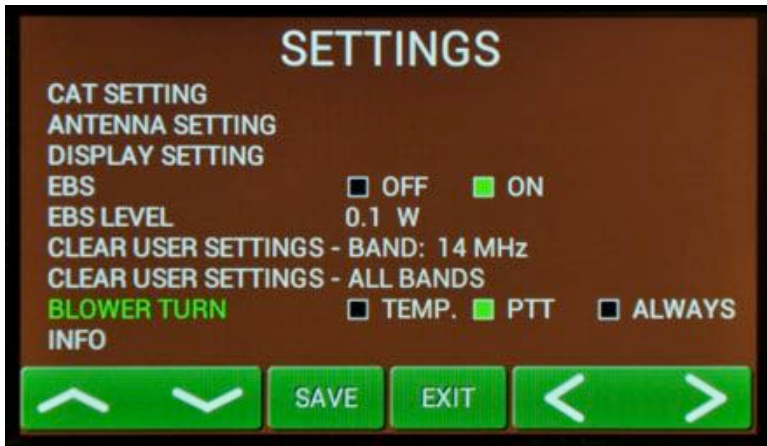 SETTINGS
CAT SETTING
ANTENNA SETTING
DISPLAY SETTING
EBS OFF ON
EBS LEVEL 0.1 W
CLEAR USER SETTINGS - BAND: 14 MHz
CLEAR USER SETTINGS - ALL BANDS
BLOWER TURN TEMP. PTT ALWAYS
INFO
SAVE EXIT